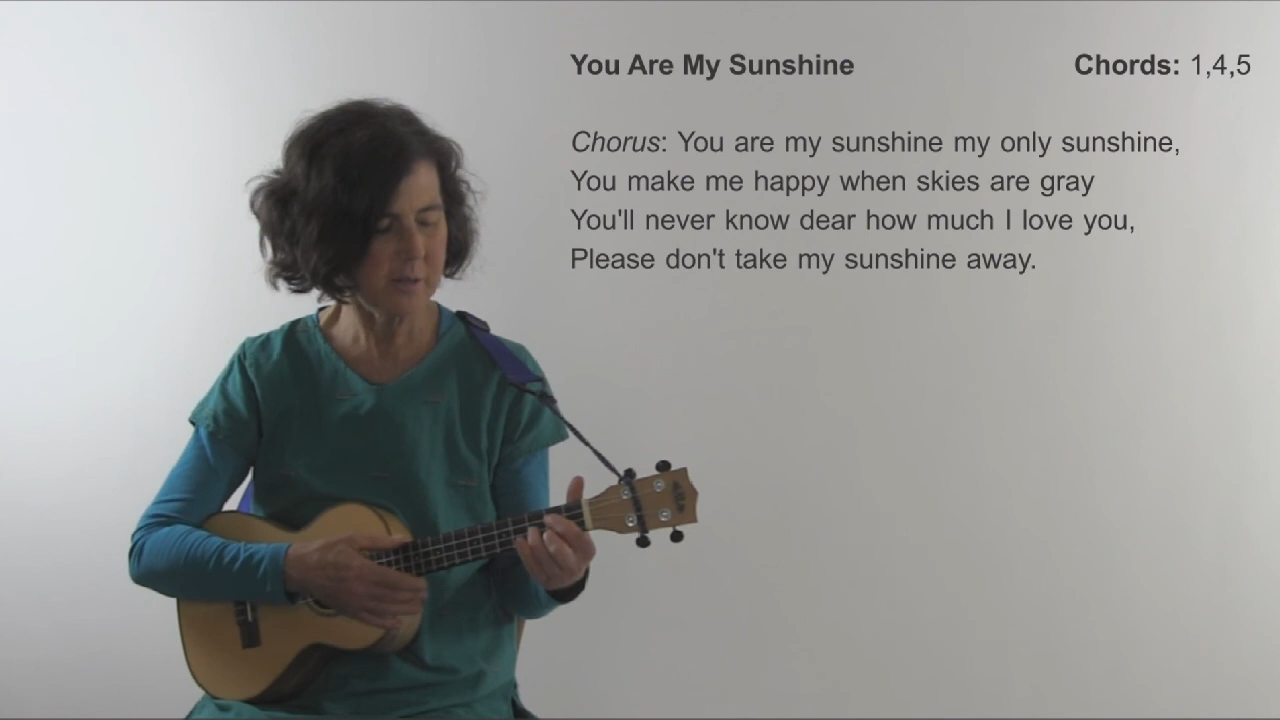 You Are My Sunshine Chords: 1,4,5
Chorus: You are my sunshine my only sunshine,
You make me happy when skies are gray
You'll never know dear how much I love you,
Please don't take my sunshine away.